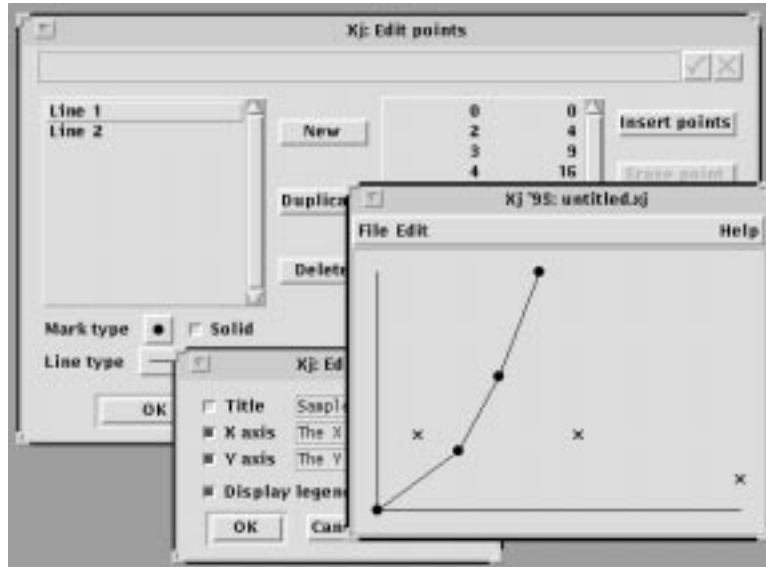 Xj: Edit points
Line 1
Line 2
New
0 0
2 4
3 9
4 16
Insert points
Erase point
Duplica
Delete
Mark type
Solid
Line type
OK
Xj '95: untitled.xj
File Edit Help
Xj: Ed
Title Sample
X axis The X
Y axis The Y
Display legen
OK Can